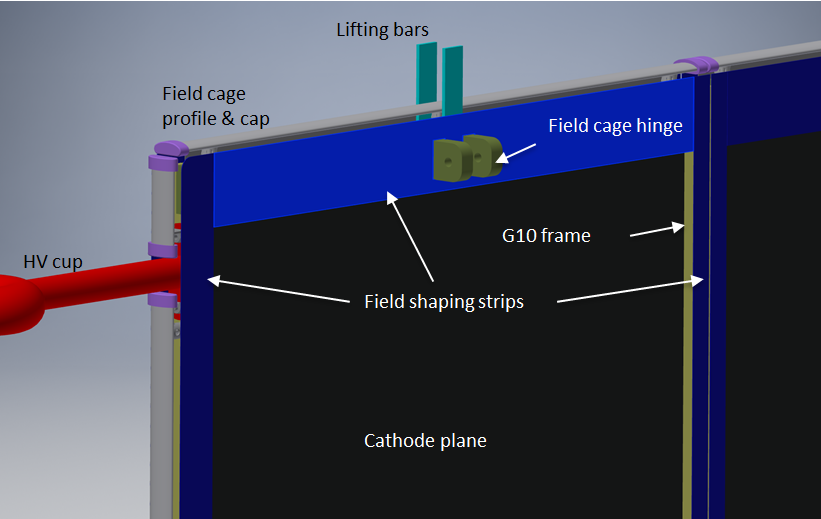 Lifting bars
Field cage
profile & cap
Field cage hinge
G10 frame
HV cup
Field shaping strips
Cathode plane